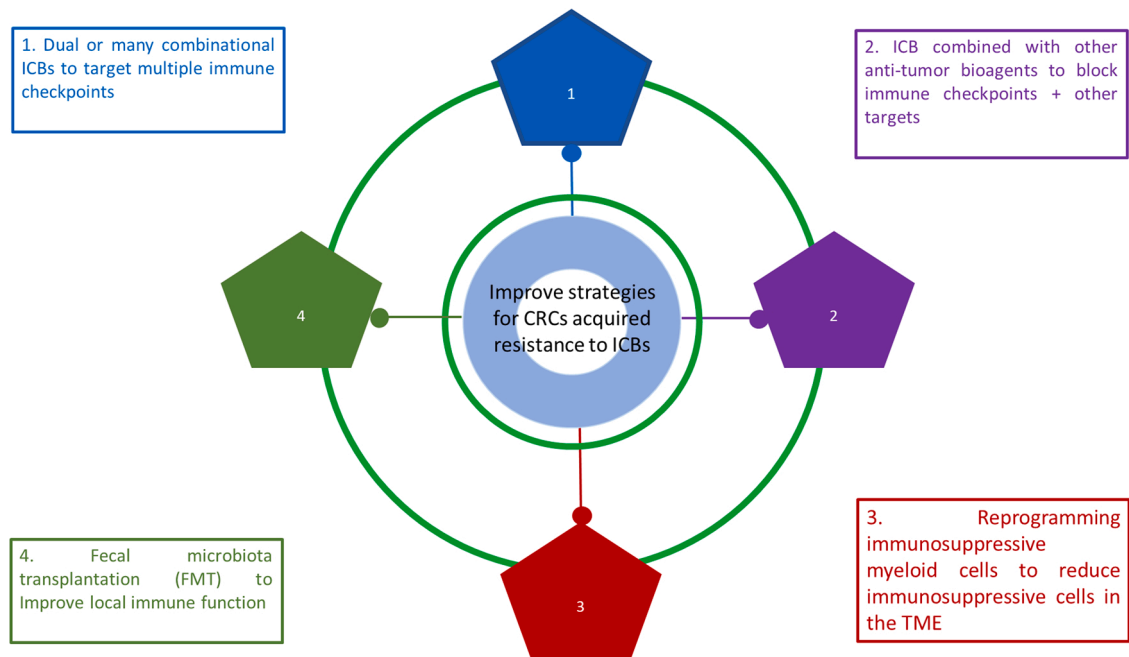 1. Dual or many combinational
ICBs to target multiple immune
checkpoints
2. ICB combined with other
anti-tumor bioagents to block
immune checkpoints + other
targets
1
4
Improve strategies
for CRCs acquired
resistance to ICBs
2
3
4. Fecal microbiota
transplantation (FMT) to
Improve local immune function
3. Reprogramming
immunosuppressive
myeloid cells to reduce
immunosuppressive cells in
the TME